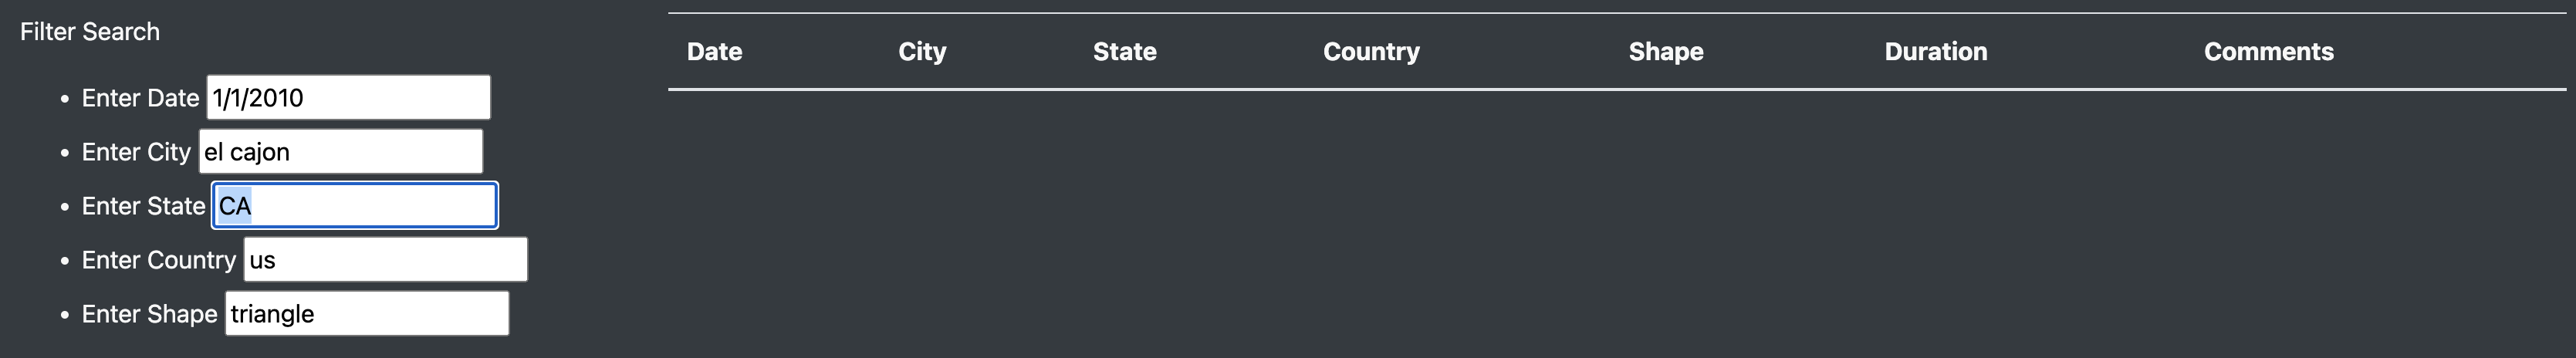 Filter Search
Enter Date 1/1/2010
Enter City el cajon
Enter State CA
Enter Country us
Enter Shape triangle
Date City State Country Shape Duration Comments